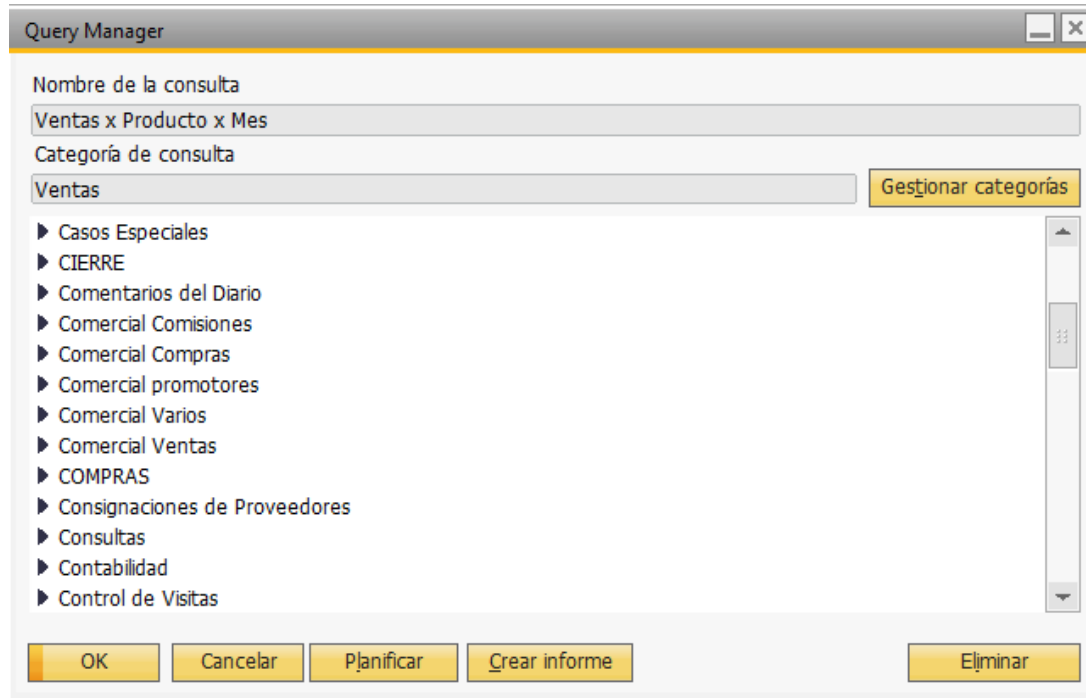 Query Manager
Nombre de la consulta
Ventas x Producto x Mes
Categoría de consulta
Ventas
Gestionar categorías
Casos Especiales
CIERRE
Comentarios del Diario
Comercial Comisiones
Comercial Compras
Comercial promotores
Comercial Varios
Comercial Ventas
COMPRAS
Consignaciones de Proveedores
Consultas
Contabilidad
Control de Visitas
OK Cancelar Planificar Crear informe Eliminar